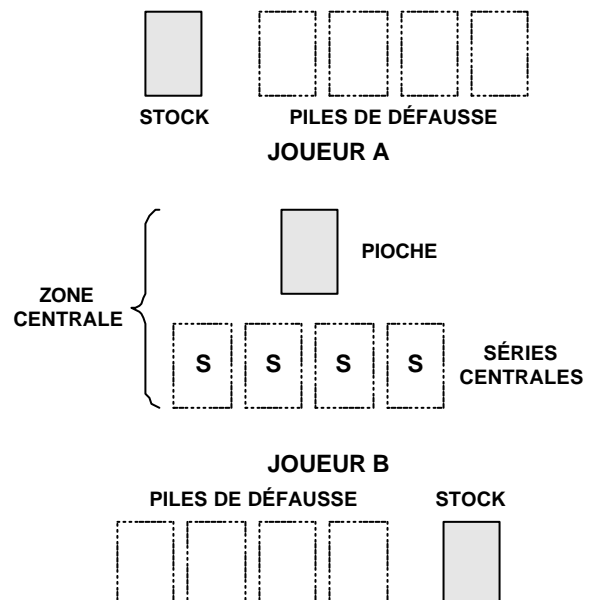 STOCK
PILES DE DÉFAUSSE
JOUEUR A
PIOCHE
ZONE
CENTRALE
S S S S
SÉRIES
CENTRALES
JOUEUR B
PILES DE DÉFAUSSE
STOCK